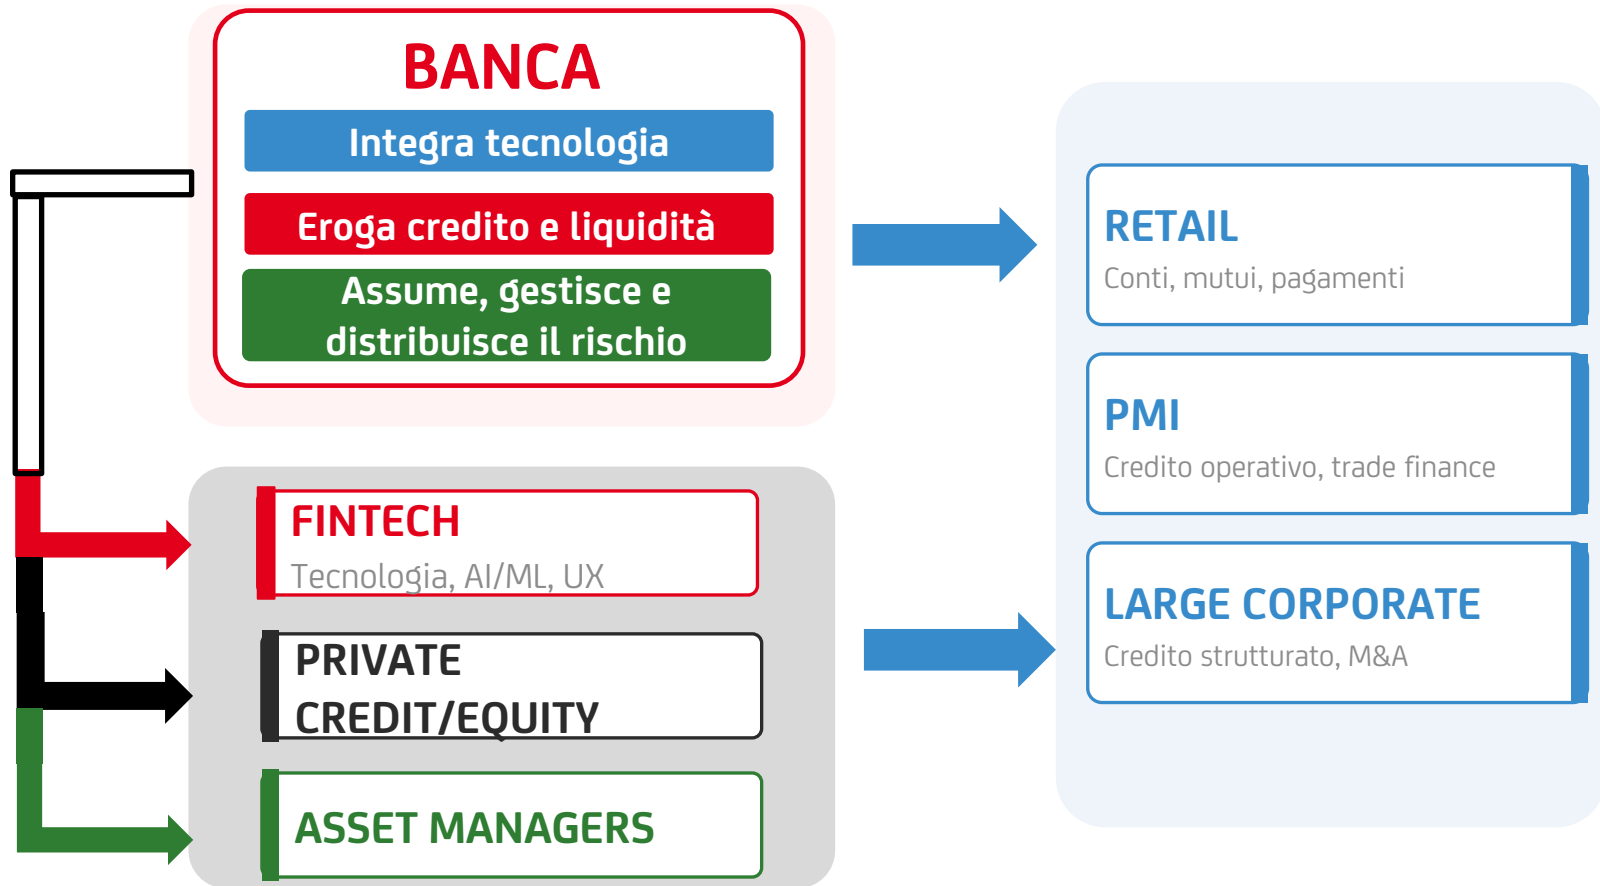 BANCA
Integra tecnologia
Eroga credito e liquidità
Assume, gestisce e
distribuisce il rischio
FINTECH
Tecnologia, AI/ML, UX
PRIVATE
CREDIT/EQUITY
ASSET MANAGERS
RETAIL
Conti, mutui, pagamenti
PMI
Credito operativo, trade finance
LARGE CORPORATE
Credito strutturato, M&A